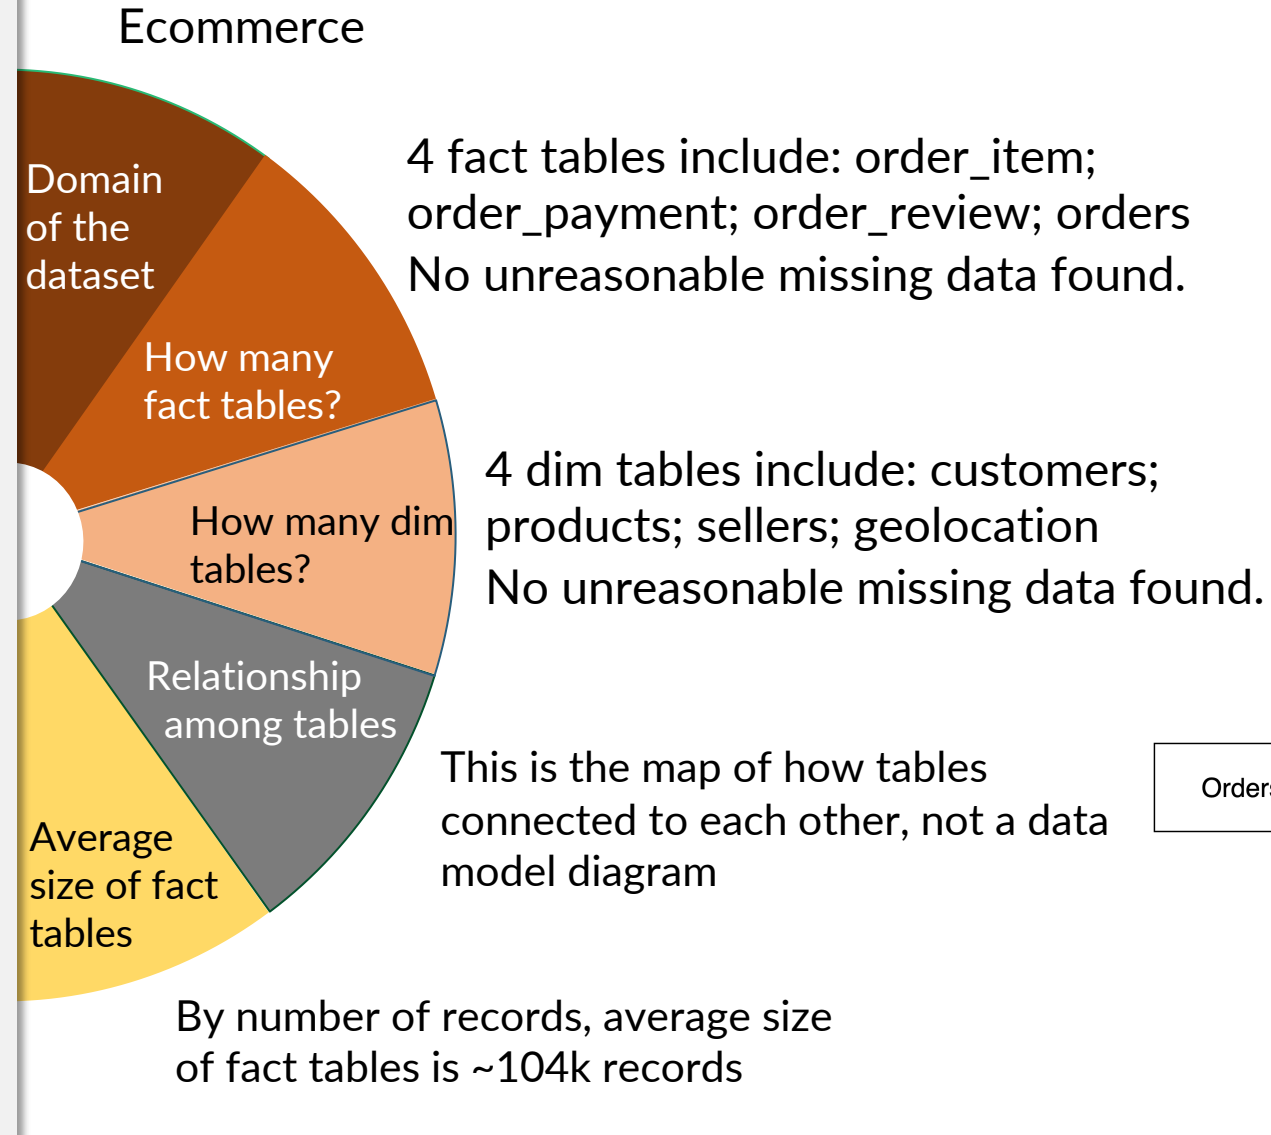 Ecommerce
Domain
of the
dataset
4 fact tables include: order_item;
order_payment; order_review; orders
No unreasonable missing data found.
How many
fact tables?
4 dim tables include: customers;
products; sellers; geolocation
No unreasonable missing data found.
How many dim
tables?
Relationship
among tables
This is the map of how tables
connected to each other, not a data
model diagram
Orders
Average
size of fact
tables
By number of records, average size
of fact tables is ~104k records